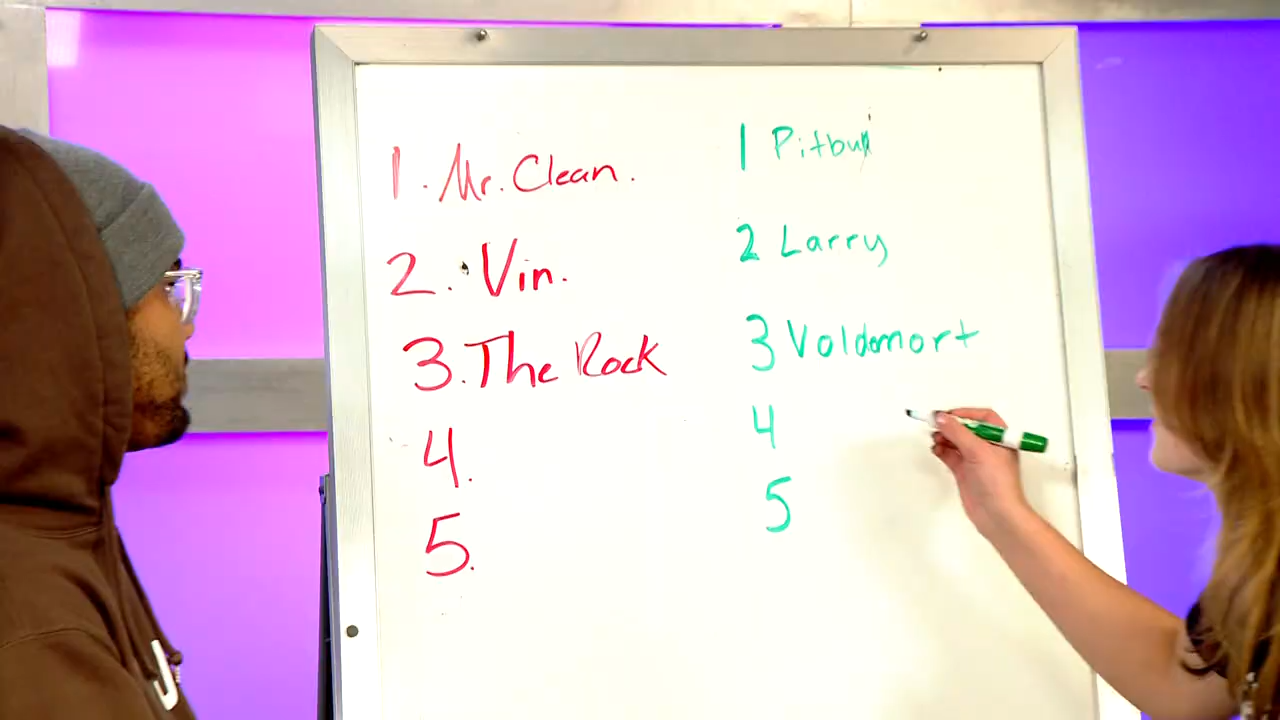 1. Mr. Clean.
2. Vin.
3. The Rock
4.
5.
1 Pitbull
2 Larry
3 Voldemort
4
5